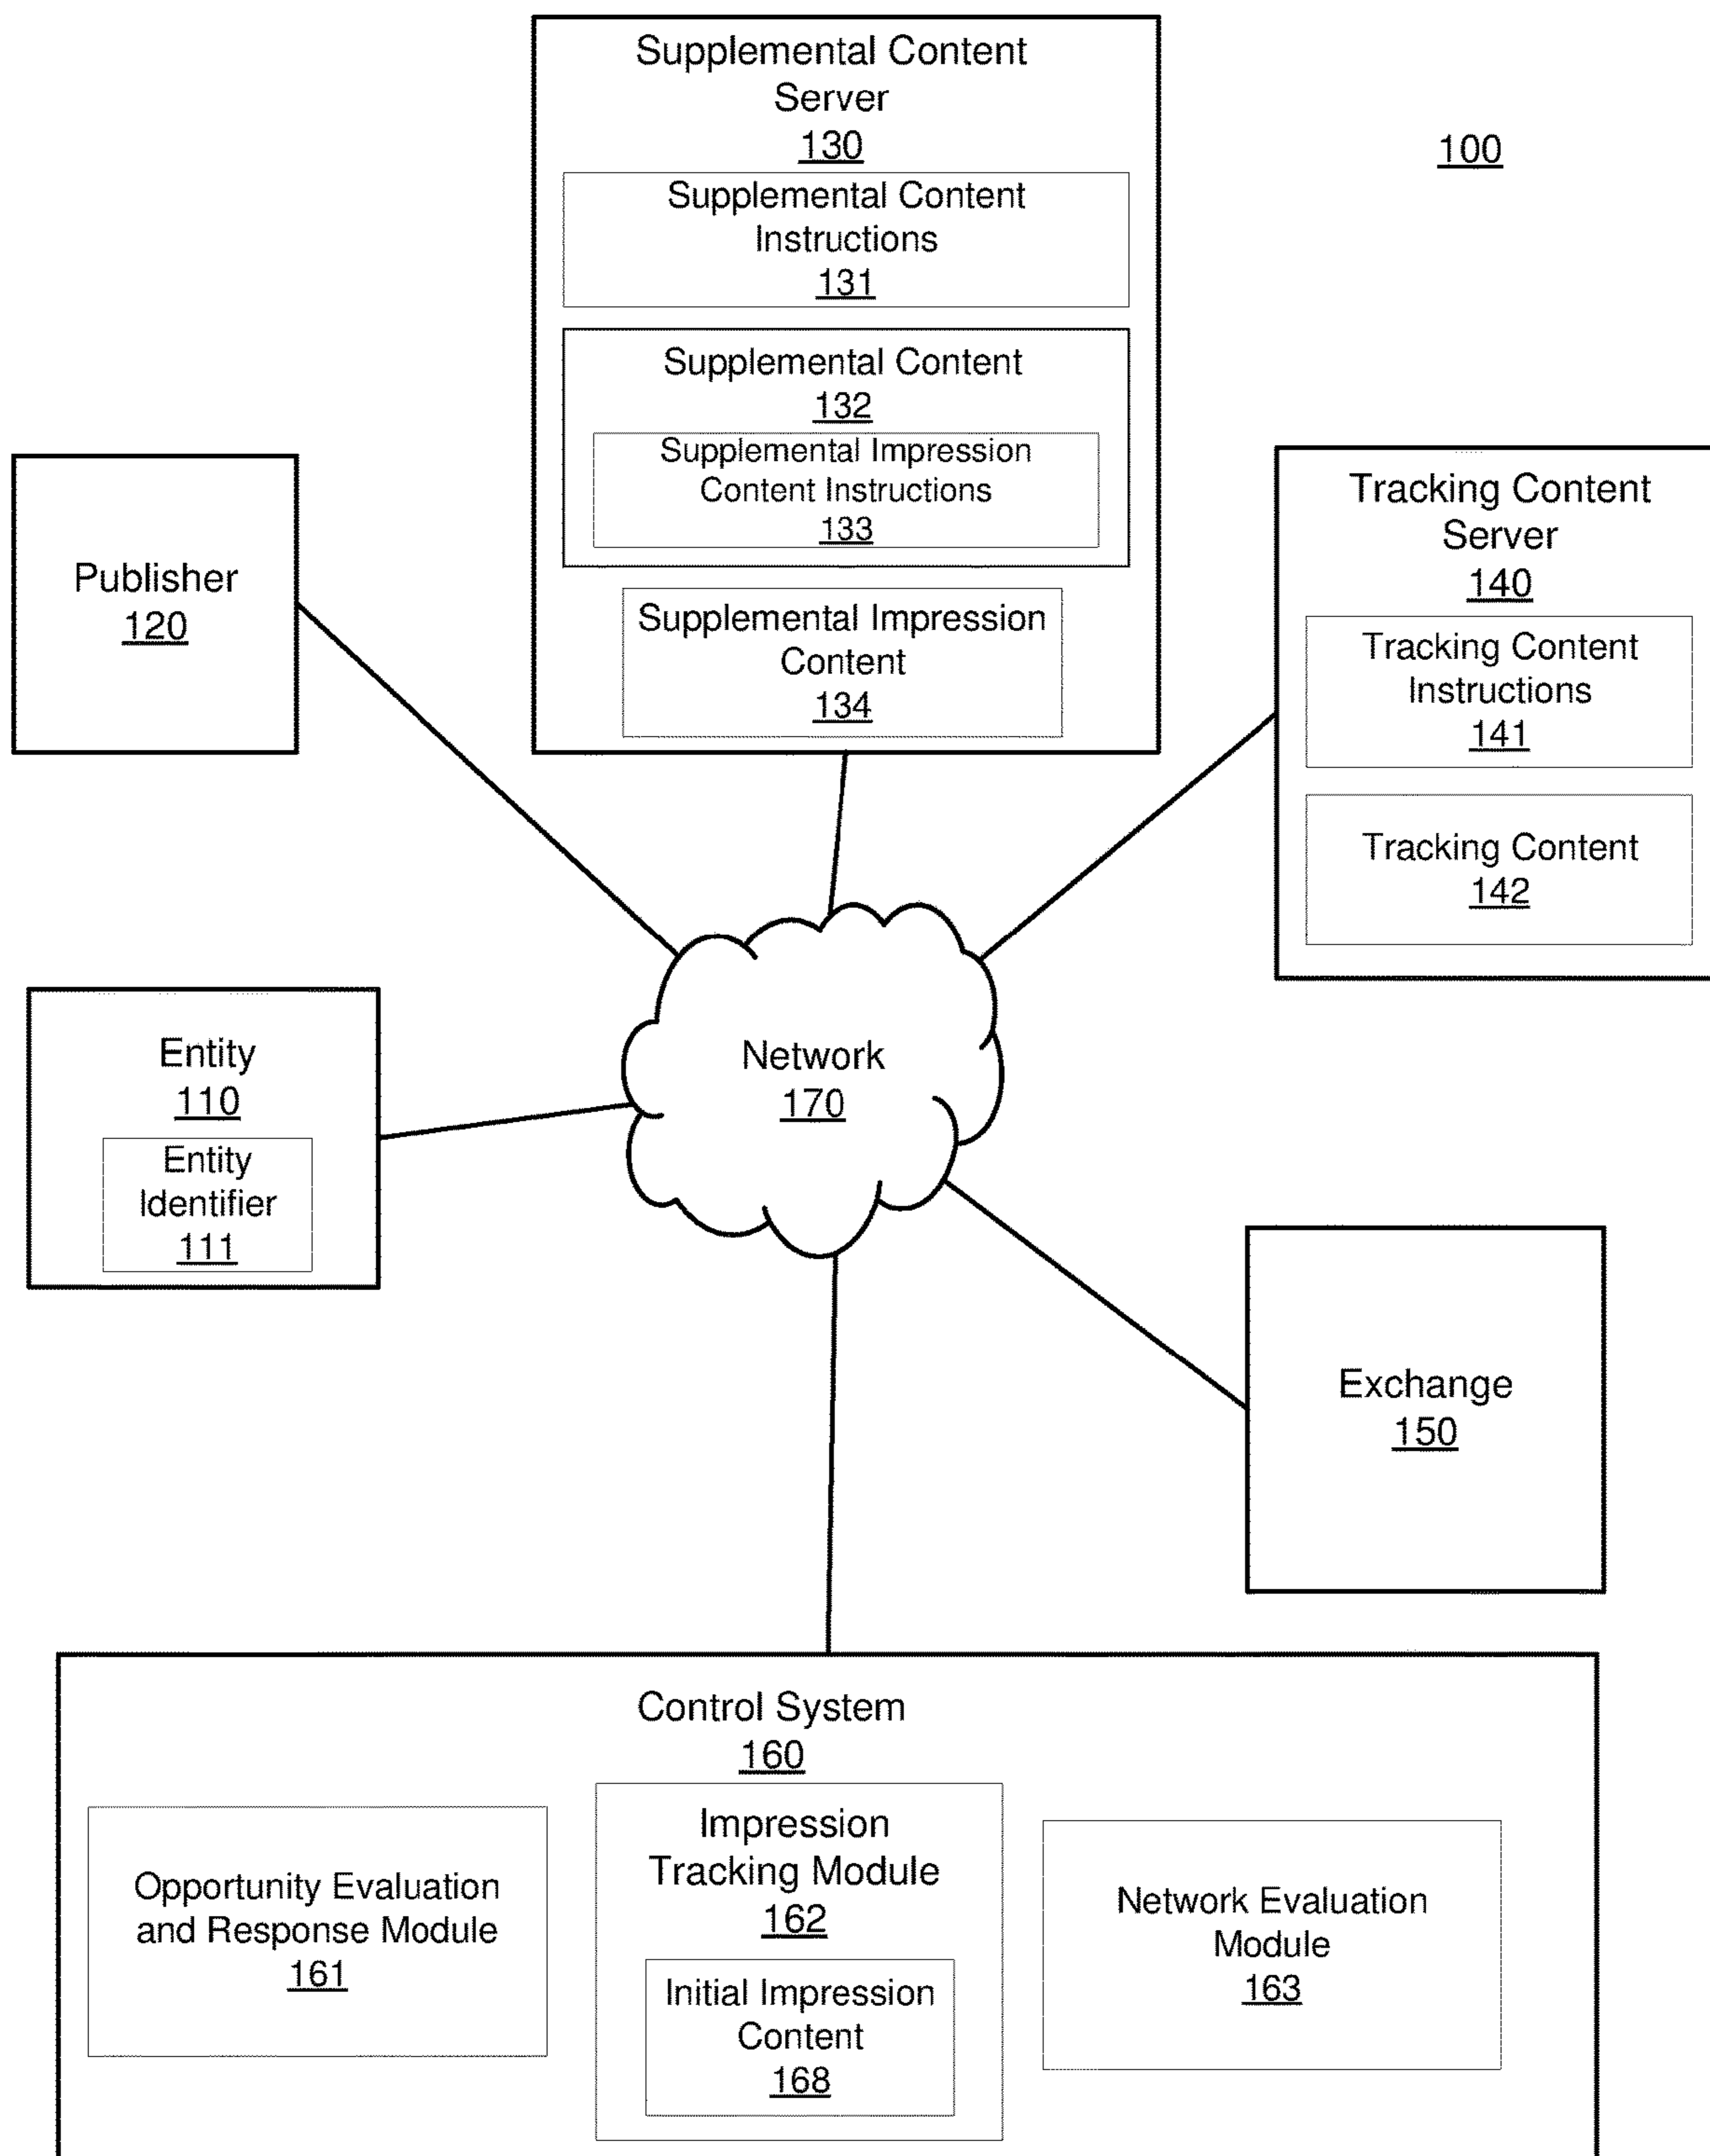 Supplemental Content
Server
130
100
Supplemental Content
Instructions
131
Supplemental Content
132
Supplemental Impression
Content Instructions
133
Supplemental Impression
Content
134
Publisher
120
Tracking Content
Server
140
Tracking Content
Instructions
141
Tracking Content
142
Entity
110
Entity
Identifier
111
Network
170
Exchange
150
Control System
160
Opportunity Evaluation
and Response Module
161
Impression
Tracking Module
162
Initial Impression
Content
168
Network Evaluation
Module
163